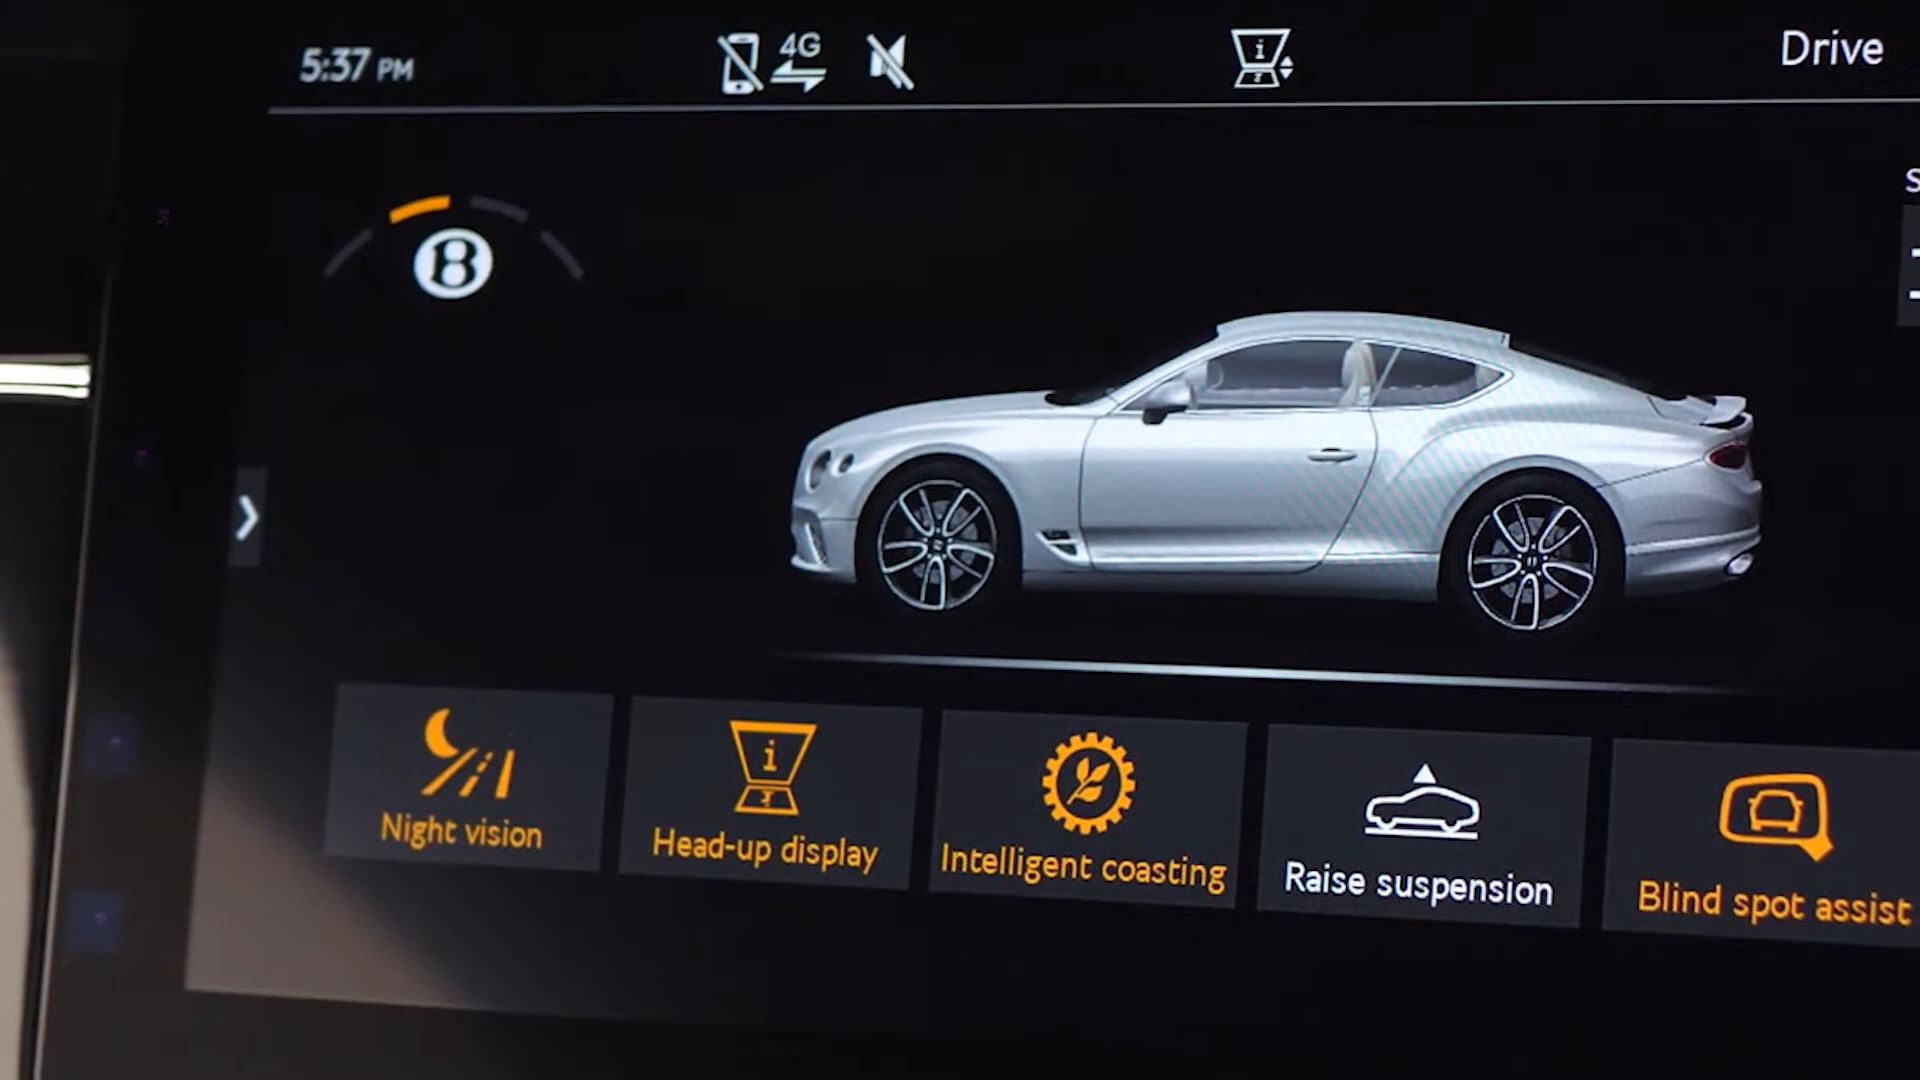 5:37 PM
4G
Drive
B
Night vision
Head-up display
Intelligent coasting
Raise suspension
Blind spot assist